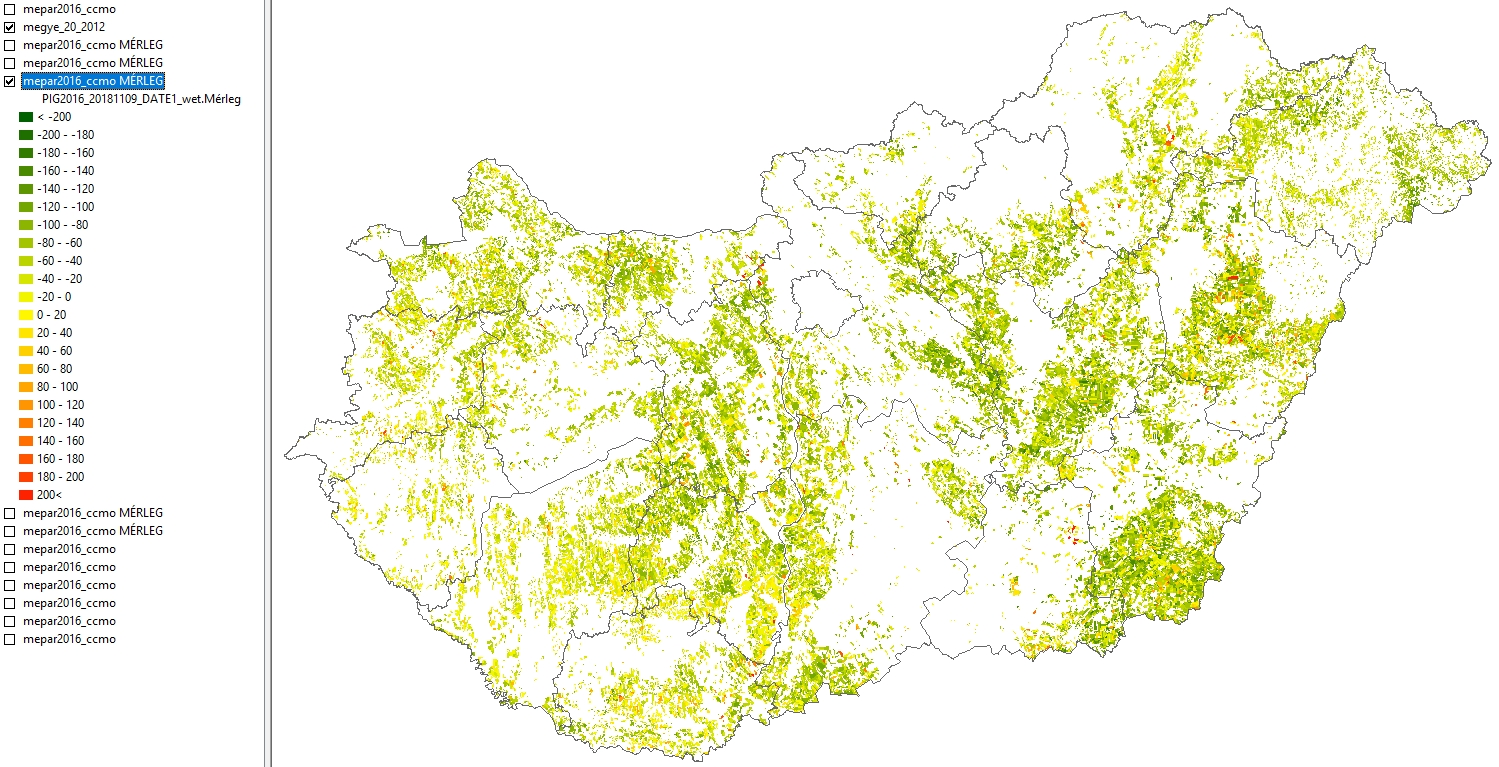 mepar2016_ccmo
megye_20_2012
mepar2016_ccmo MÉRLEG
mepar2016_ccmo MÉRLEG
mepar2016_ccmo MÉRLEG
PIG2016_20181109_DATE1_wet.Mérleg
< -200
-200 - -180
-180 - -160
-160 - -140
-140 - -120
-120 - -100
-100 - -80
-80 - -60
-60 - -40
-40 - -20
-20 - 0
0 - 20
20 - 40
40 - 60
60 - 80
80 - 100
100 - 120
120 - 140
140 - 160
160 - 180
180 - 200
200<
mepar2016_ccmo MÉRLEG
mepar2016_ccmo MÉRLEG
mepar2016_ccmo
mepar2016_ccmo
mepar2016_ccmo
mepar2016_ccmo
mepar2016_ccmo
mepar2016_ccmo